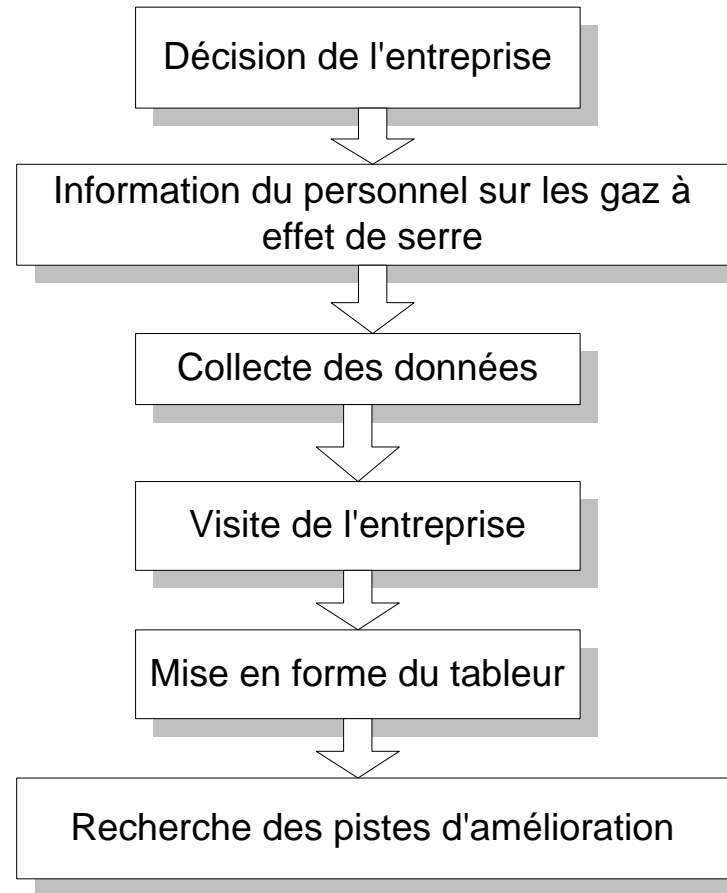 Décision de l'entreprise
Information du personnel sur les gaz à
effet de serre
Collecte des données
Visite de l'entreprise
Mise en forme du tableur
Recherche des pistes d'amélioration